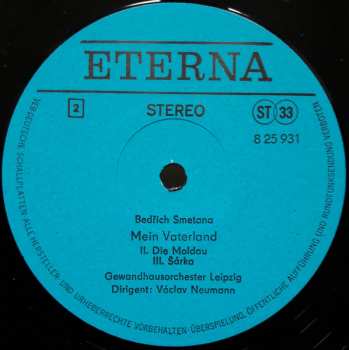 ETERNA
2
STEREO
ST 33
8 25 931
Bedřich Smetana
Mein Vaterland
II. Die Moldau
III. Šárka
Gewandhausorchester Leipzig
Dirigent: Václav Neumann
VEB DEUTSCHE SCHALLPLATTEN · ALLE HERSTELLER- UND URHEBERRECHTE VORBEHALTEN · ÜBERSPIELUNG, ÖFFENTLICHE AUFFÜHRUNG UND RUNDFUNKSENDUNG VERBOTEN